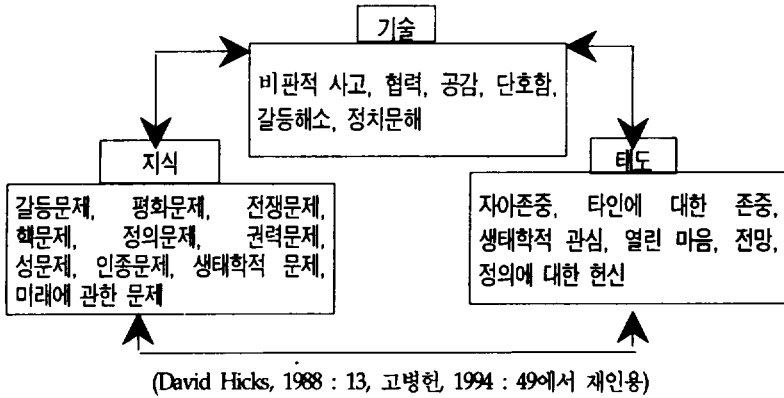 기술
비판적 사고, 협력, 공감, 단호함,
갈등해소, 정치문해
지식
갈등문제, 평화문제, 전쟁문제,
핵문제, 정의문제, 권력문제,
성문제, 인종문제, 생태학적 문제,
미래에 관한 문제
태도
자아존중, 타인에 대한 존중,
생태학적 관심, 열린 마음, 전망,
정의에 대한 헌신
(David Hicks, 1988 : 13, 고병헌, 1994 : 49에서 재인용)